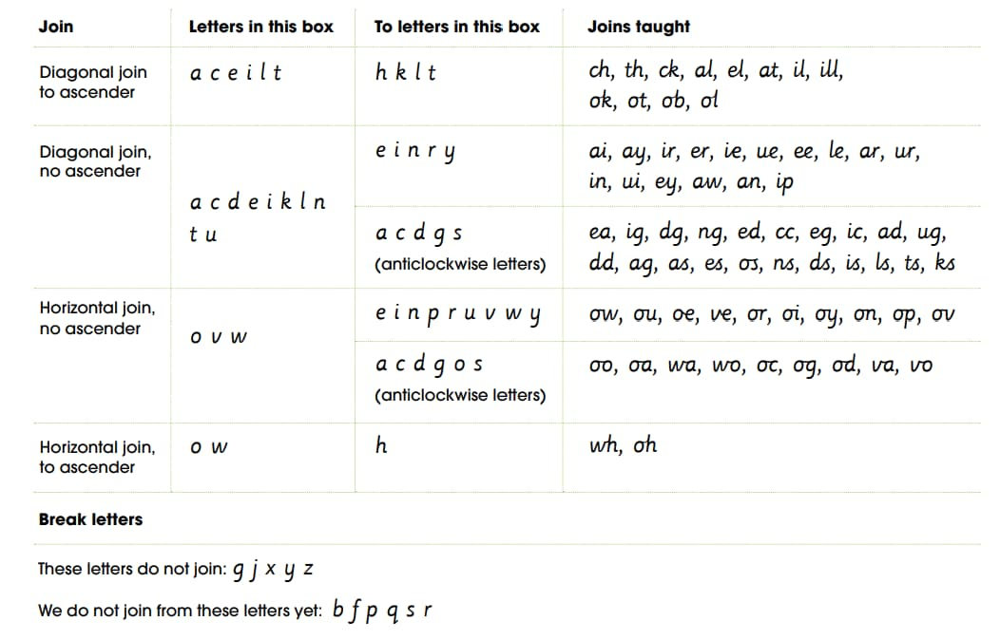 Join Letters in this box To letters in this box Joins taught
Diagonal join a c e i l t h k l t ch, th, ck, al, el, at, il, ill,
to ascender ok, ot, ob, ol
Diagonal join, e i n r y ai, ay, ir, er, ie, ue, ee, le, ar, ur,
no ascender in, ui, ey, aw, an, ip
a c d e i k l n
t u
a c d g s ea, ig, dg, ng, ed, cc, eg, ic, ad, ug,
(anticlockwise letters) dd, ag, as, es, os, ns, ds, is, ls, ts, ks
Horizontal join, e i n p r u v w y ow, ou, oe, ve, or, oi, oy, on, op, ov
no ascender
o v w
a c d g o s oo, oa, wa, wo, oc, og, od, va, vo
(anticlockwise letters)
Horizontal join, o w h wh, oh
to ascender
Break letters
These letters do not join: g j x y z
We do not join from these letters yet: b f p q s r